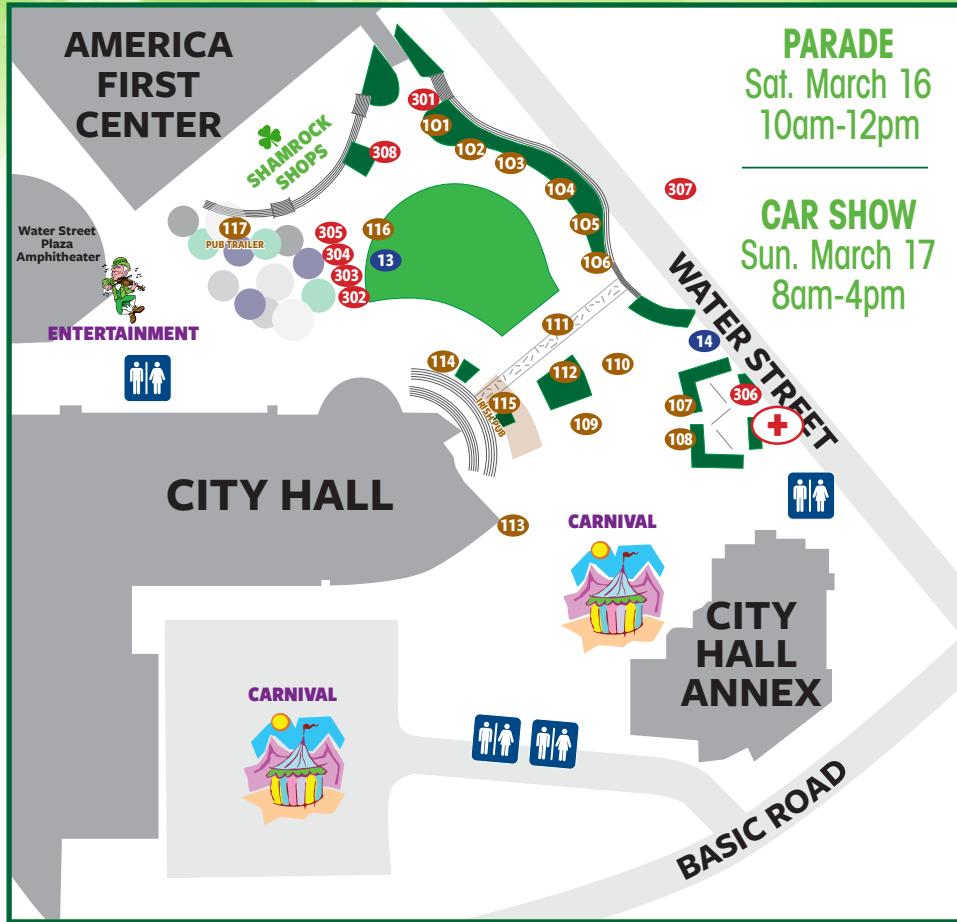 AMERICA
FIRST
CENTER
PARADE
Sat. March 16
10am-12pm
CAR SHOW
Sun. March 17
8am-4pm
SHAMROCK
SHOPS
301
101
102
103
308
104
307
105
106
117
PUB TRAILER
305
304
303
302
116
13
Water Street
Plaza
Amphitheater
ENTERTAINMENT
WATER STREET
111
14
114
112
110
115
IRISH PUB
109
107
108
306
CITY HALL
113
CARNIVAL
CITY
HALL
ANNEX
CARNIVAL
BASIC ROAD